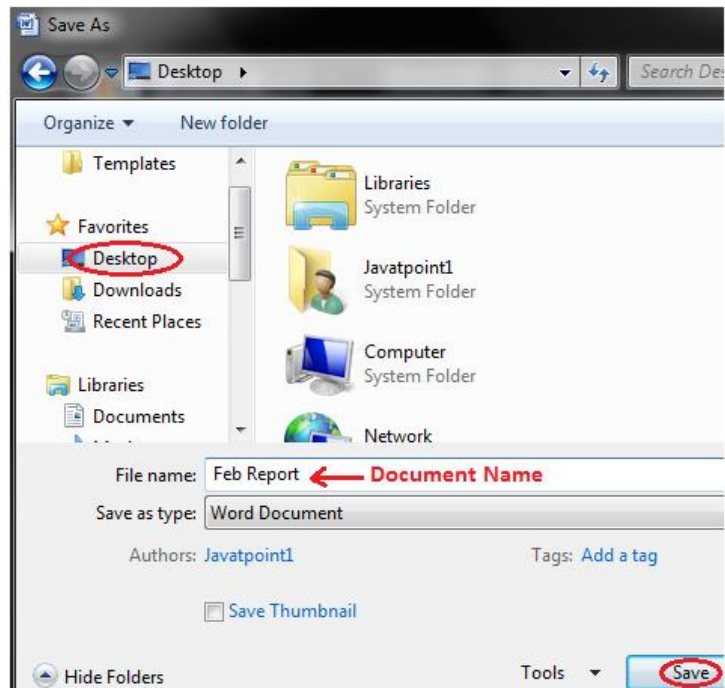 Save As
Desktop
Search De
Organize
New folder
Templates
Favorites
Desktop
Downloads
Recent Places
Libraries
Documents
Libraries
System Folder
Javatpoint1
System Folder
Computer
System Folder
Network
File name: Feb Report Document Name
Save as type: Word Document
Authors: Javatpoint1 Tags: Add a tag
Save Thumbnail
Hide Folders Tools Save